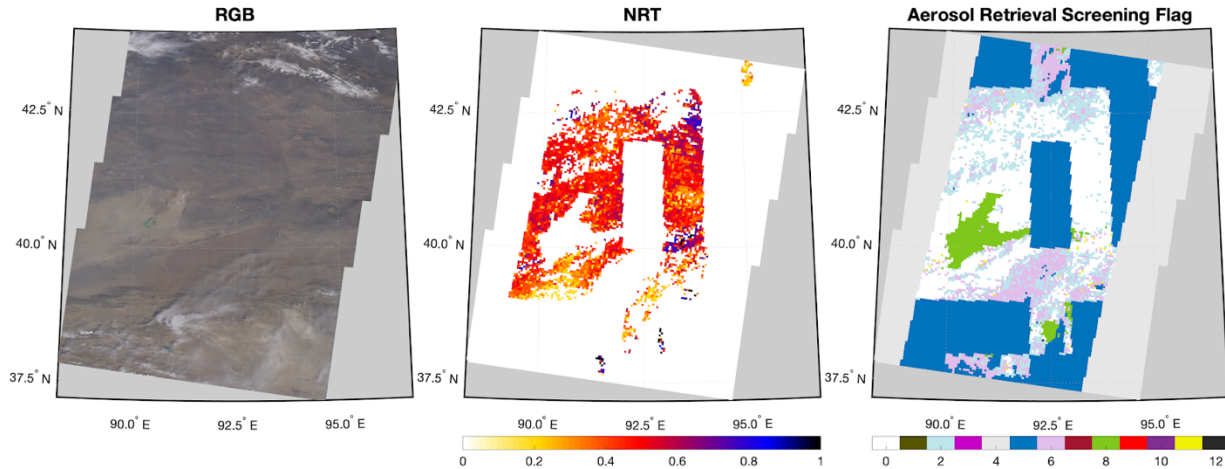 RGB
NRT
Aerosol Retrieval Screening Flag
42.5° N
40.0° N
37.5° N
90.0° E
92.5° E
95.0° E
42.5° N
40.0° N
37.5° N
90.0° E
92.5° E
95.0° E
42.5° N
40.0° N
37.5° N
90.0° E
92.5° E
95.0° E
0 0.2 0.4 0.6 0.8 1
0 2 4 6 8 10 12